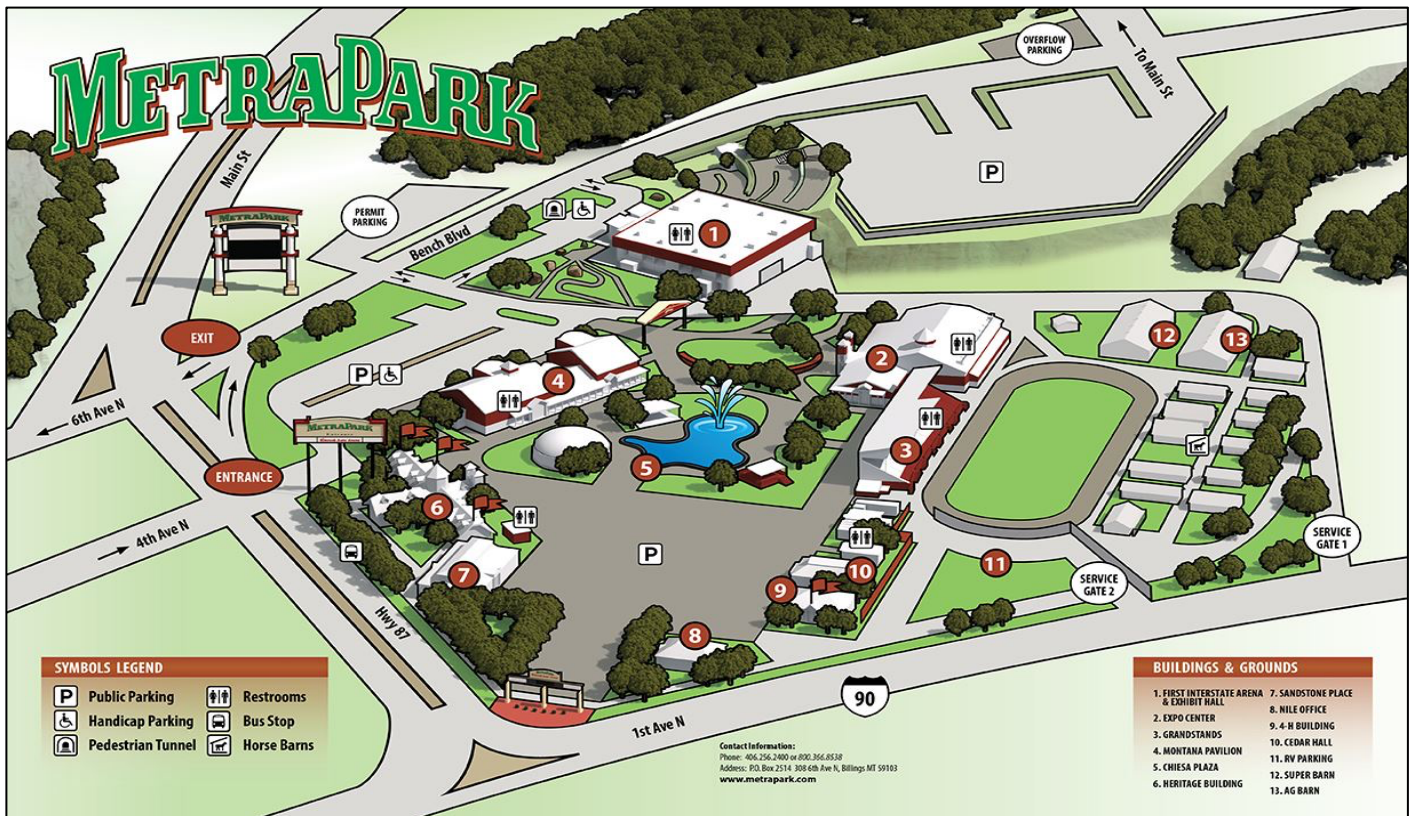 METRAPARK
OVERFLOW
PARKING
To Main St
Main St
P
PERMIT
PARKING
METRAPARK
Bench Blvd
1
12
13
2
EXIT
P
4
6th Ave N
METRAPARK
3
5
ENTRANCE
6
4th Ave N
SERVICE
GATE 1
P
11
10
7
SERVICE
GATE 2
9
Hwy 87
8
90
1st Ave N
SYMBOLS LEGEND
P Public Parking
Handicap Parking
Pedestrian Tunnel
Restrooms
Bus Stop
Horse Barns
Contact Information:
Phone: 406.256.2400 or 800.366.8538
Address: P.O. Box 2514 308 6th Ave N, Billings MT 59103
www.metrapark.com
BUILDINGS & GROUNDS
1. FIRST INTERSTATE ARENA
& EXHIBIT HALL
2. EXPO CENTER
3. GRANDSTANDS
4. MONTANA PAVILION
5. CHIESA PLAZA
6. HERITAGE BUILDING
7. SANDSTONE PLACE
8. NILE OFFICE
9. 4-H BUILDING
10. CEDAR HALL
11. RV PARKING
12. SUPER BARN
13. AG BARN